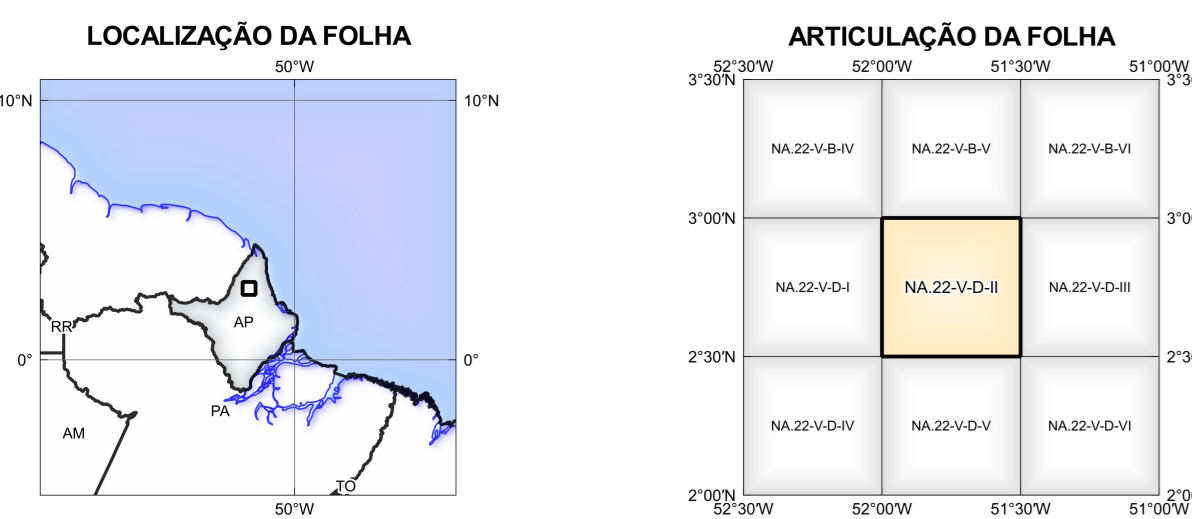 LOCALIZAÇÃO DA FOLHA
50°W
10°N
10°N
RR
AP
0°
0°
PA
AM
TO
50°W
ARTICULAÇÃO DA FOLHA
52°30'W
52°00'W
51°30'W
51°00'W
3°30'N
NA.22-V-B-IV
NA.22-V-B-V
NA.22-V-B-VI
3°00'N
NA.22-V-D-I
NA.22-V-D-II
NA.22-V-D-III
2°30'N
NA.22-V-D-IV
NA.22-V-D-V
NA.22-V-D-VI
2°00'N
52°30'W
52°00'W
51°30'W
51°00'W